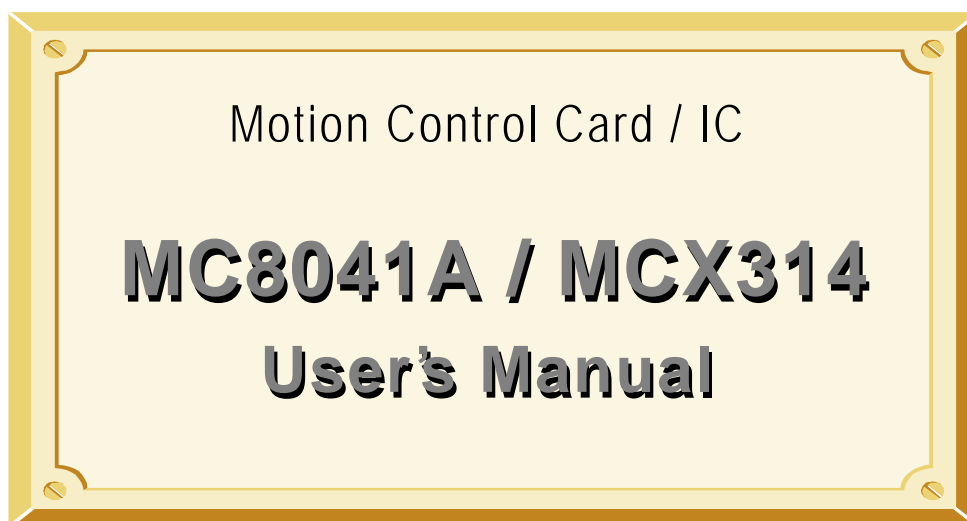 Motion Control Card / IC
MC8041A / MCX314
User's Manual